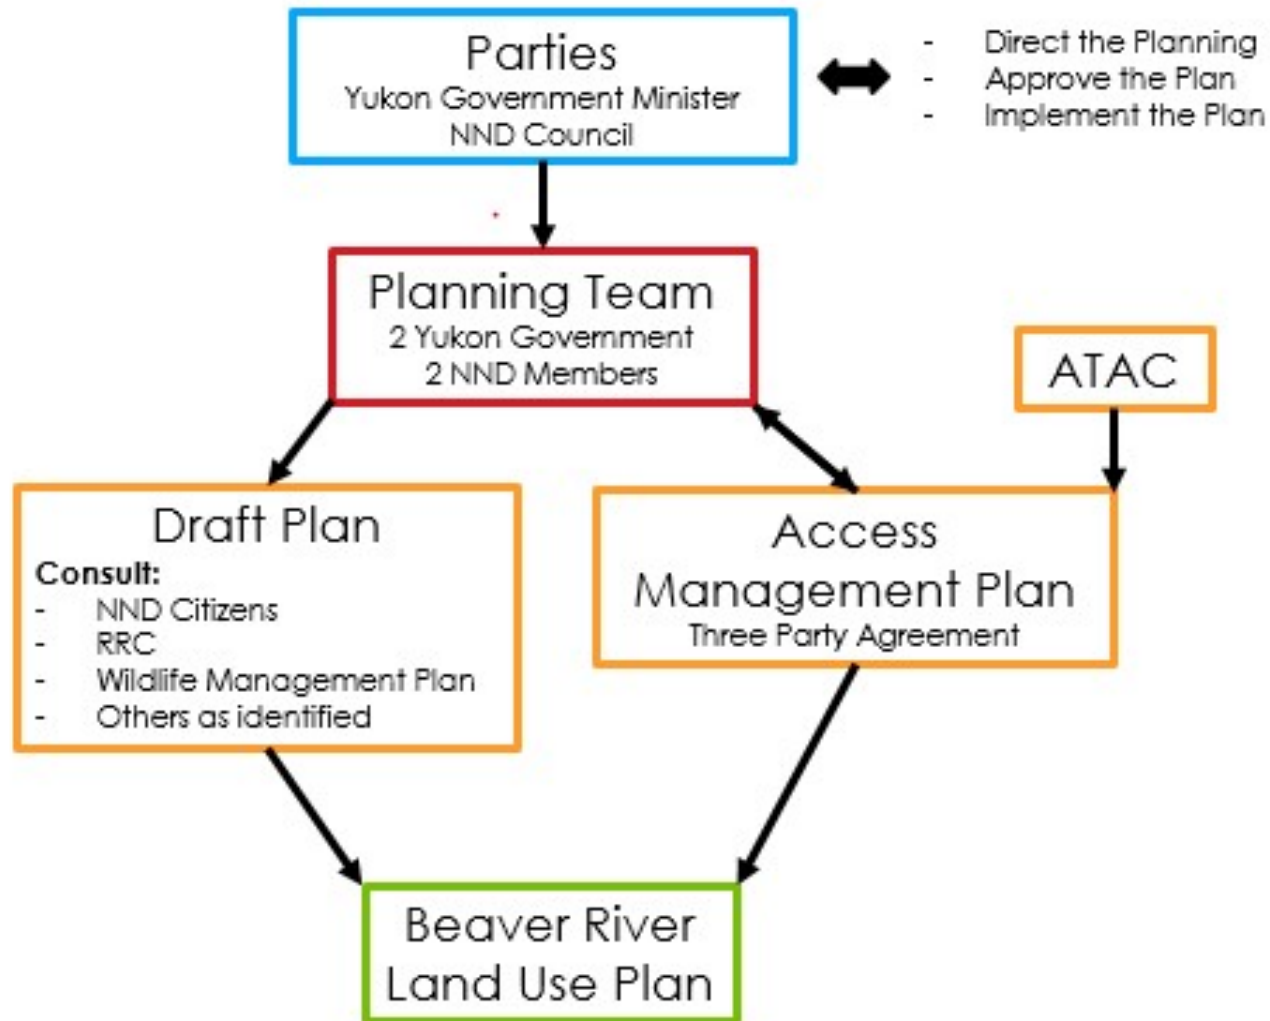 Parties
Yukon Government Minister
NND Council
- Direct the Planning
- Approve the Plan
- Implement the Plan
Planning Team
2 Yukon Government
2 NND Members
ATAC
Draft Plan
Consult:
- NND Citizens
- RRC
- Wildlife Management Plan
- Others as identified
Access
Management Plan
Three Party Agreement
Beaver River
Land Use Plan